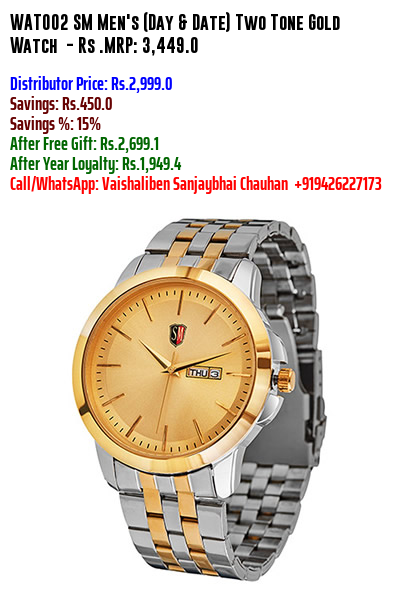 WAT002 SM Men's (Day & Date) Two Tone Gold
Watch - Rs .MRP: 3,449.0
Distributor Price: Rs.2,999.0
Savings: Rs.450.0
Savings %: 15%
After Free Gift: Rs.2,699.1
After Year Loyalty: Rs.1,949.4
Call/WhatsApp: Vaishaliben Sanjaybhai Chauhan +919426227173
SM
THU 3